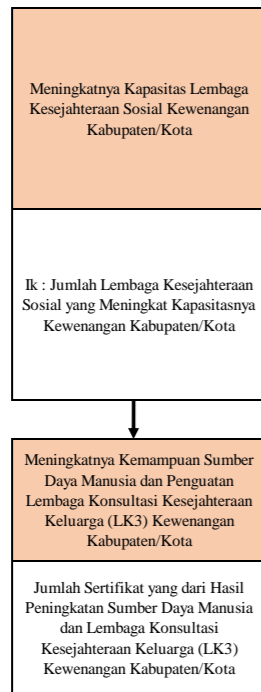 Meningkatnya Kapasitas Lembaga
Kesejahteraan Sosial Kewenangan
Kabupaten/Kota
Ik : Jumlah Lembaga Kesejahteraan
Sosial yang Meningkat Kapasitasnya
Kewenangan Kabupaten/Kota
Meningkatnya Kemampuan Sumber
Daya Manusia dan Penguatan
Lembaga Konsultasi Kesejahteraan
Keluarga (LK3) Kewenangan
Kabupaten/Kota
Jumlah Sertifikat yang dari Hasil
Peningkatan Sumber Daya Manusia
dan Lembaga Konsultasi
Kesejahteraan Keluarga (LK3)
Kewenangan Kabupaten/Kota